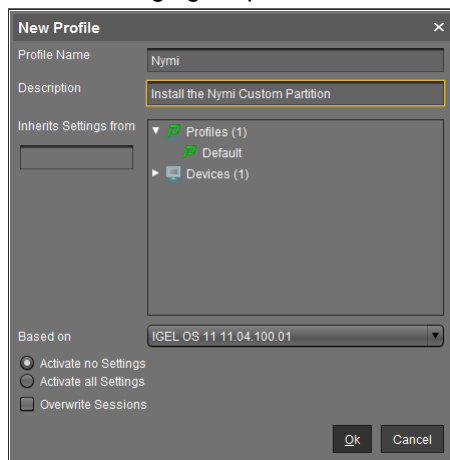 New Profile
Profile Name
Nymi
Description
Install the Nymi Custom Partition
Inherits Settings from
Profiles (1)
Default
Devices (1)
Based on
IGEL OS 11 11.04.100.01
Activate no Settings
Activate all Settings
Overwrite Sessions
Ok
Cancel